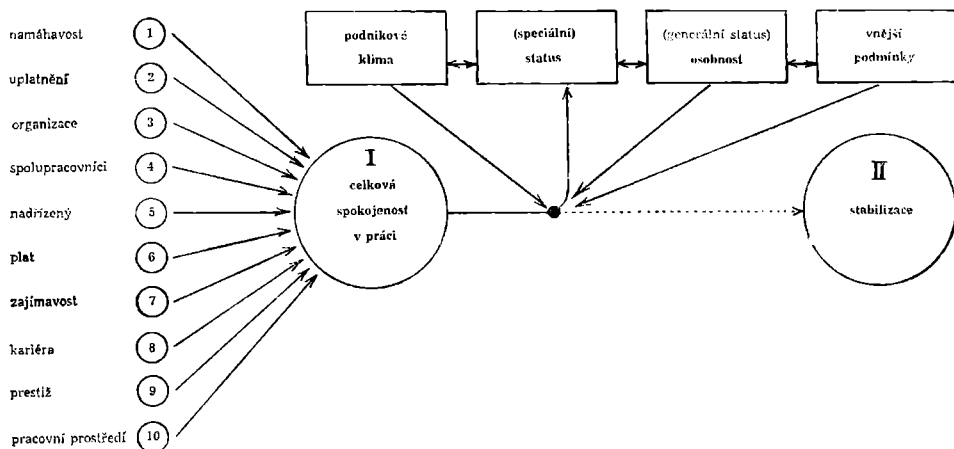 namáhavost 1
uplatnění 2
organizace 3
spolupracovníci 4
nadřízený 5
plat 6
zajímavost 7
kariéra 8
prestiž 9
pracovní prostředí 10
podnikové
klima
(speciální)
status
(generální status)
osobnost
vnější
podmínky
I
celková
spokojenost
v práci
II
stabilizace